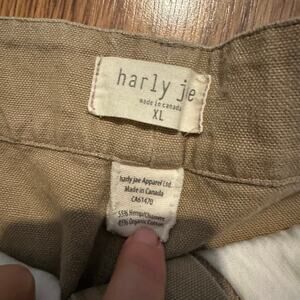 harly je
made in canada
XL
harly jae Apparel Ltd
Made in Canada
CA61470
55% Hemp/Chanvre
45% Organic Cotton